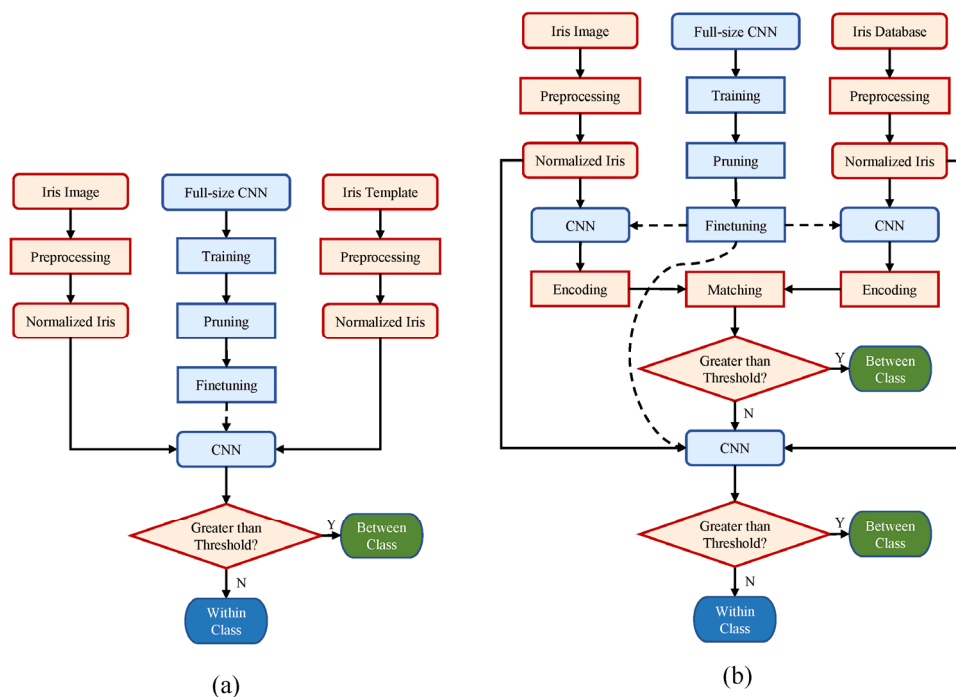 Iris Image
Full-size CNN
Iris Template
Preprocessing
Training
Preprocessing
Normalized Iris
Pruning
Normalized Iris
Finetuning
CNN
Greater than
Threshold?
Y
Between
Class
N
Within
Class
(a)
Iris Image
Full-size CNN
Iris Database
Preprocessing
Training
Preprocessing
Normalized Iris
Pruning
Normalized Iris
CNN
Finetuning
CNN
Encoding
Matching
Encoding
Greater than
Threshold?
Y
Between
Class
N
CNN
Greater than
Threshold?
Y
Between
Class
N
Within
Class
(b)